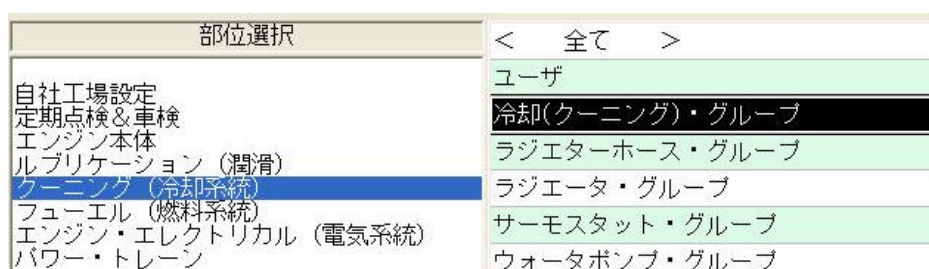 部位選択
自社工場設定
定期点検&車検
エンジン本体
ルブリケーション（潤滑）
クーニング（冷却系統）
フューエル（燃料系統）
エンジン・エレクトリカル（電気系統）
パワー・トレーン
＜ 全て ＞
ユーザ
冷却(クーニング)・グループ
ラジエターホース・グループ
ラジエータ・グループ
サーモスタット・グループ
ウォータポンプ・グループ